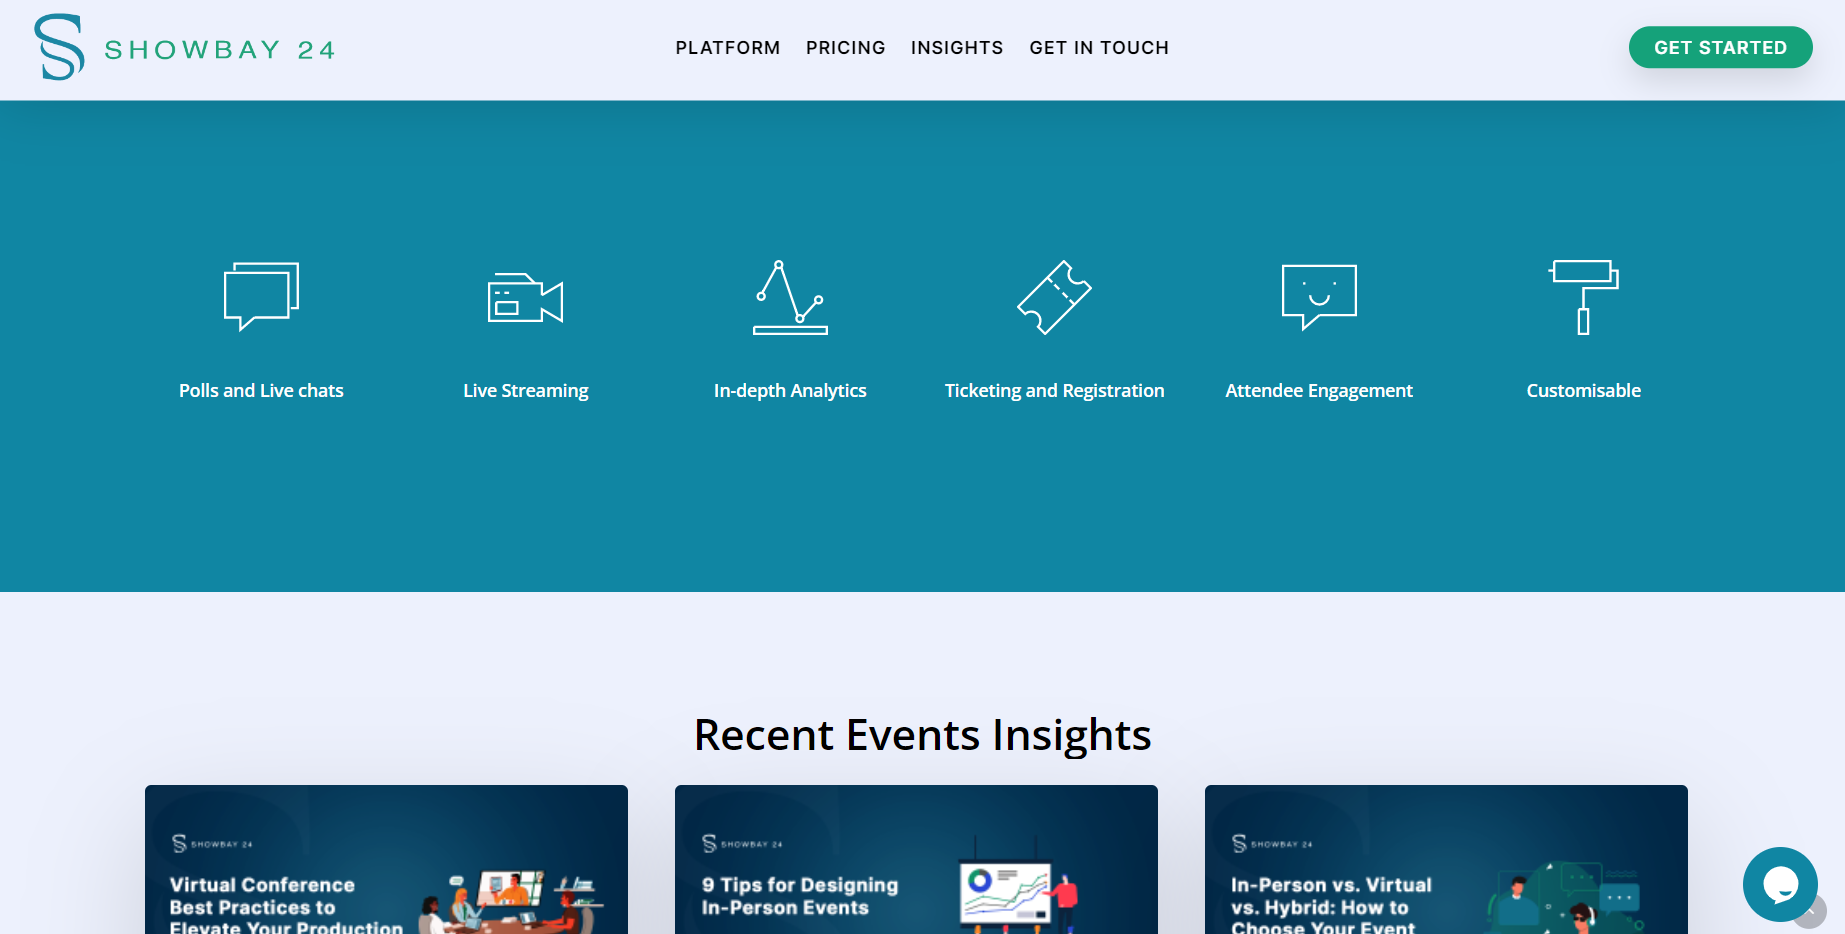 SHOWBAY 24
PLATFORM PRICING INSIGHTS GET IN TOUCH
GET STARTED
Polls and Live chats
Live Streaming
In-depth Analytics
Ticketing and Registration
Attendee Engagement
Customisable
Recent Events Insights
SHOWBAY 24
Virtual Conference
Best Practices to
Elevate Your Production
SHOWBAY 24
9 Tips for Designing
In-Person Events
SHOWBAY 24
In-Person vs. Virtual
vs. Hybrid: How to
Choose Your Event